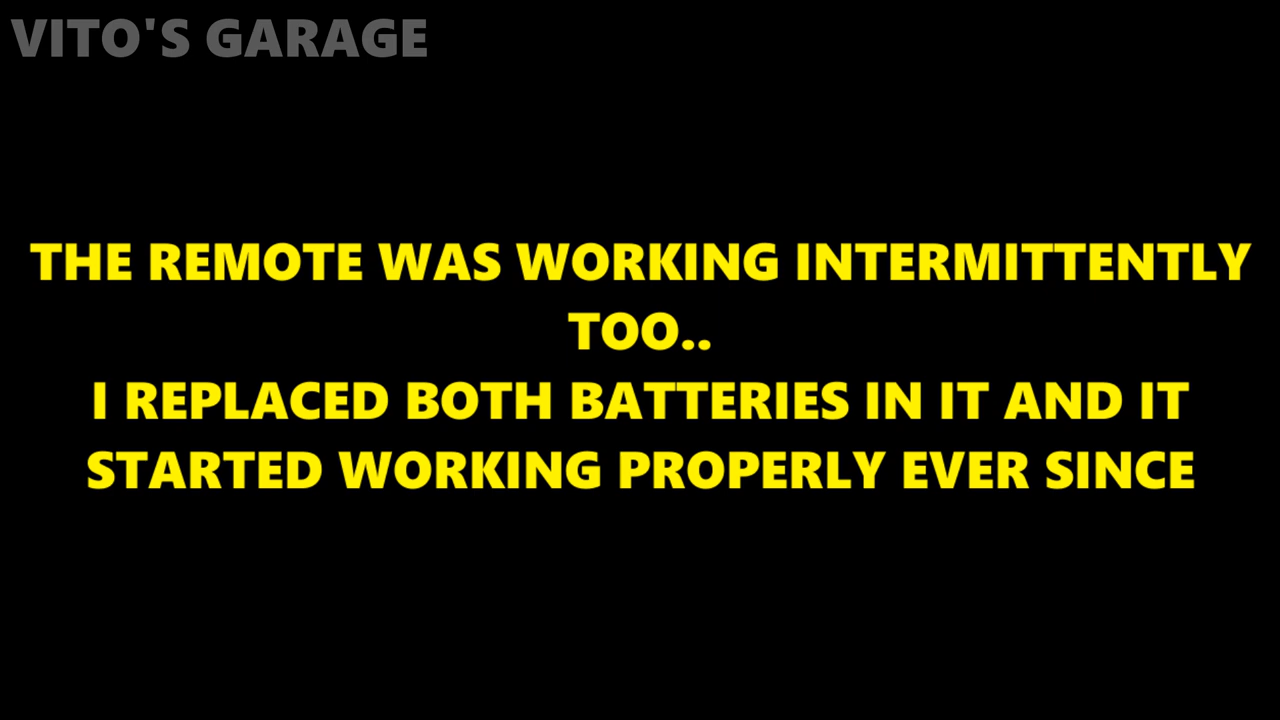 VITO'S GARAGE
THE REMOTE WAS WORKING INTERMITTENTLY
TOO..
I REPLACED BOTH BATTERIES IN IT AND IT
STARTED WORKING PROPERLY EVER SINCE